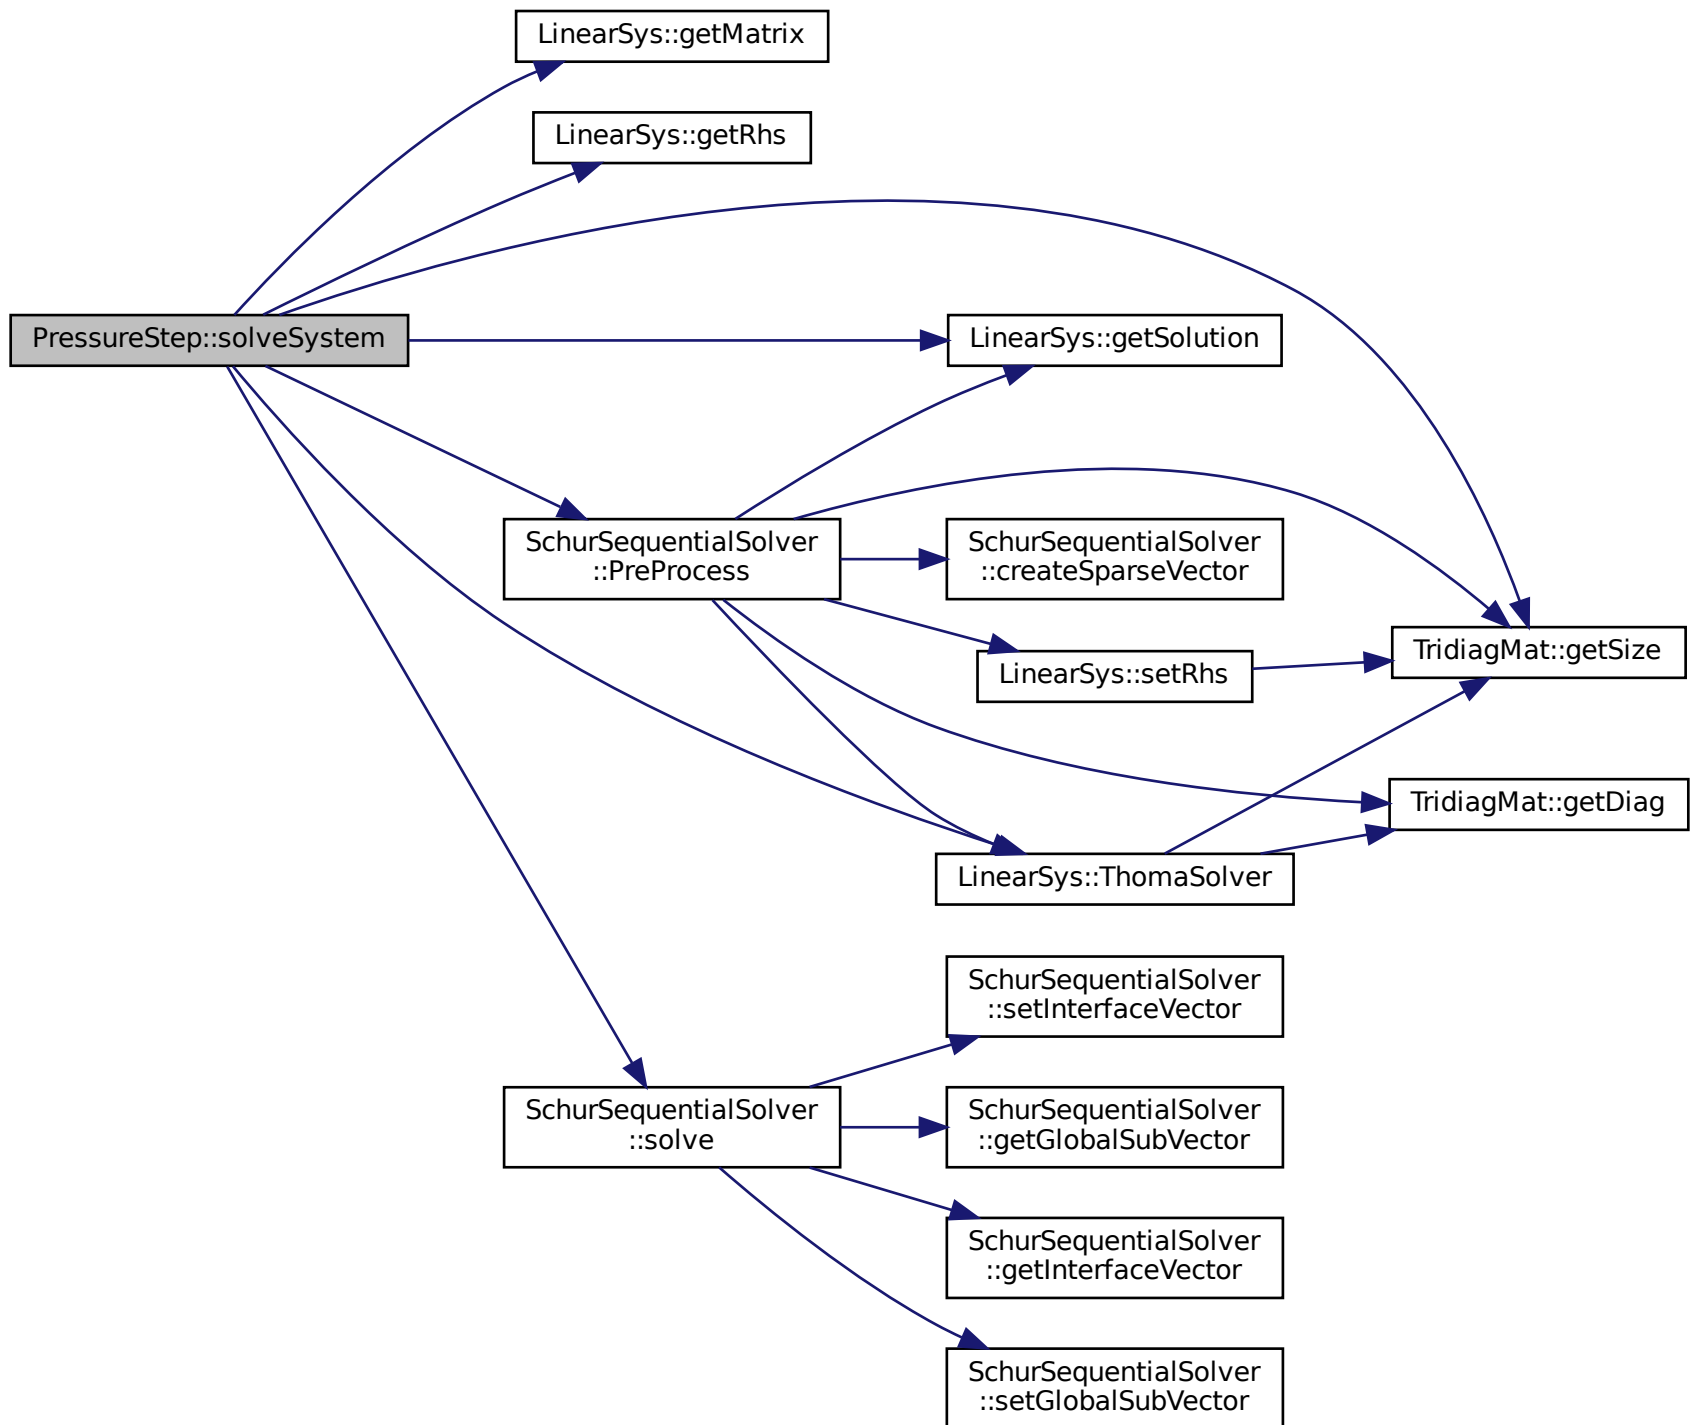 LinearSys::getMatrix
LinearSys::getRhs
PressureStep::solveSystem
LinearSys::getSolution
SchurSequentialSolver
::PreProcess
SchurSequentialSolver
::createSparseVector
TridiagMat::getSize
LinearSys::setRhs
TridiagMat::getDiag
LinearSys::ThomaSolver
SchurSequentialSolver
::setInterfaceVector
SchurSequentialSolver
::solve
SchurSequentialSolver
::getGlobalSubVector
SchurSequentialSolver
::getInterfaceVector
SchurSequentialSolver
::setGlobalSubVector